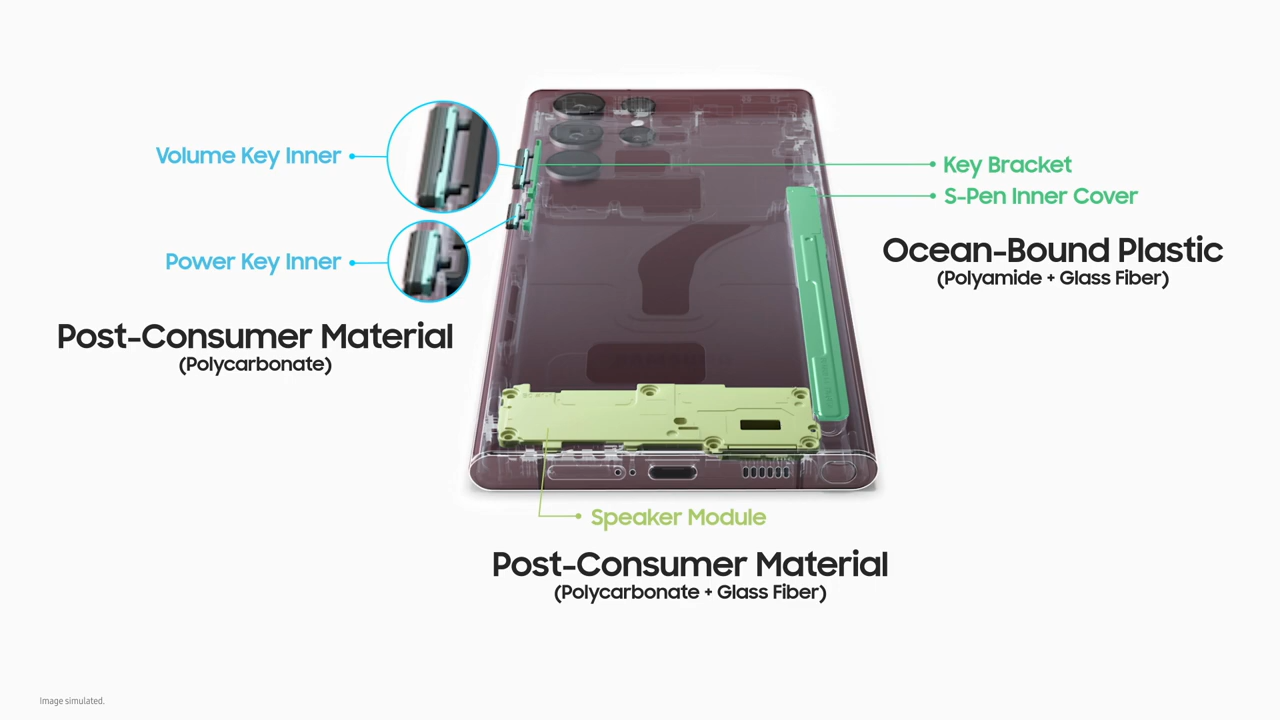 Volume Key Inner
Power Key Inner
Post-Consumer Material
(Polycarbonate)
Key Bracket
S-Pen Inner Cover
Ocean-Bound Plastic
(Polyamide + Glass Fiber)
Speaker Module
Post-Consumer Material
(Polycarbonate + Glass Fiber)
Image simulated.